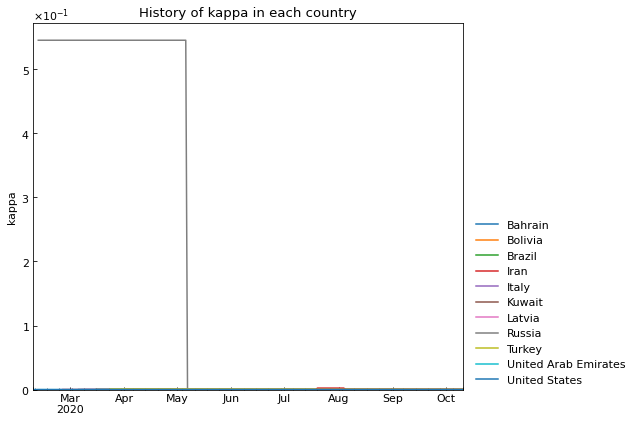 History of kappa in each country
×10⁻¹
5
4
3
2
1
0
kappa
Mar
2020
Apr
May
Jun
Jul
Aug
Sep
Oct
Bahrain
Bolivia
Brazil
Iran
Italy
Kuwait
Latvia
Russia
Turkey
United Arab Emirates
United States